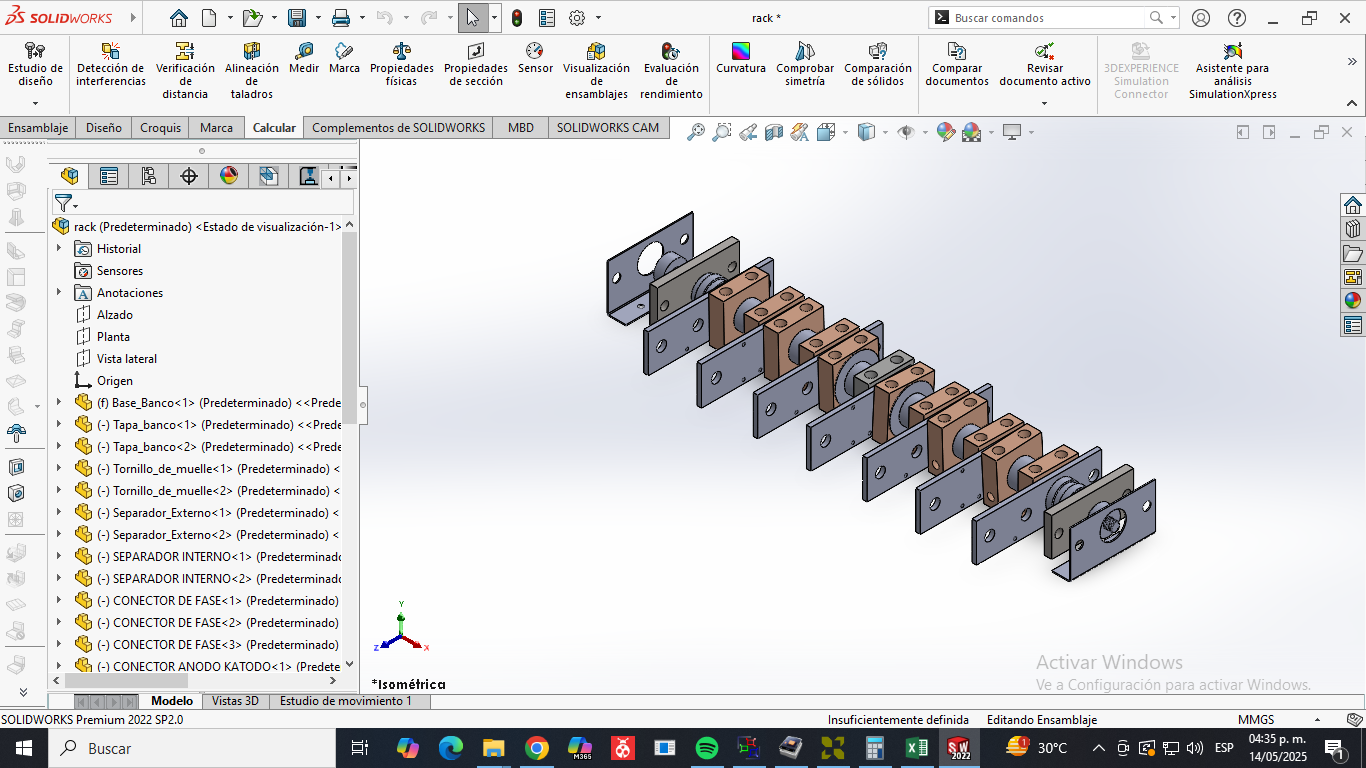 SOLIDWORKS
rack *
Buscar comandos
Estudio de diseño
Detección de interferencias
Verificación de distancia
Alineación de taladros
Medir
Marca
Propiedades físicas
Propiedades de sección
Sensor
Visualización de ensamblajes
Evaluación de rendimiento
Curvatura
Comprobar simetría
Comparación de sólidos
Comparar documentos
Revisar documento activo
3DEXPERIENCE Simulation Connector
Asistente para análisis SimulationXpress
Ensamblaje
Diseño
Croquis
Marca
Calcular
Complementos de SOLIDWORKS
MBD
SOLIDWORKS CAM
rack (Predeterminado) <Estado de visualización-1>
Historial
Sensores
Anotaciones
Alzado
Planta
Vista lateral
Origen
(f) Base_Banco<1> (Predeterminado) <<Prede
(-) Tapa_banco<1> (Predeterminado) <<Prede
(-) Tapa_banco<2> (Predeterminado) <<Prede
(-) Tornillo_de_muelle<1> (Predeterminado) <
(-) Tornillo_de_muelle<2> (Predeterminado) <
(-) Separador_Externo<1> (Predeterminado) <
(-) Separador_Externo<2> (Predeterminado) <
(-) SEPARADOR INTERNO<1> (Predeterminado
(-) SEPARADOR INTERNO<2> (Predeterminado
(-) CONECTOR DE FASE<1> (Predeterminado)
(-) CONECTOR DE FASE<2> (Predeterminado)
(-) CONECTOR DE FASE<3> (Predeterminado)
(-) CONECTOR ANODO KATODO<1> (Predete
Y
Z
X
*Isométrica
Activar Windows
Ve a Configuración para activar Windows.
Modelo
Vistas 3D
Estudio de movimiento 1
SOLIDWORKS Premium 2022 SP2.0
Insuficientemente definida
Editando Ensamblaje
MMGS
Buscar
M365
SW 2022
30°C
ESP
04:35 p. m.
14/05/2025
1